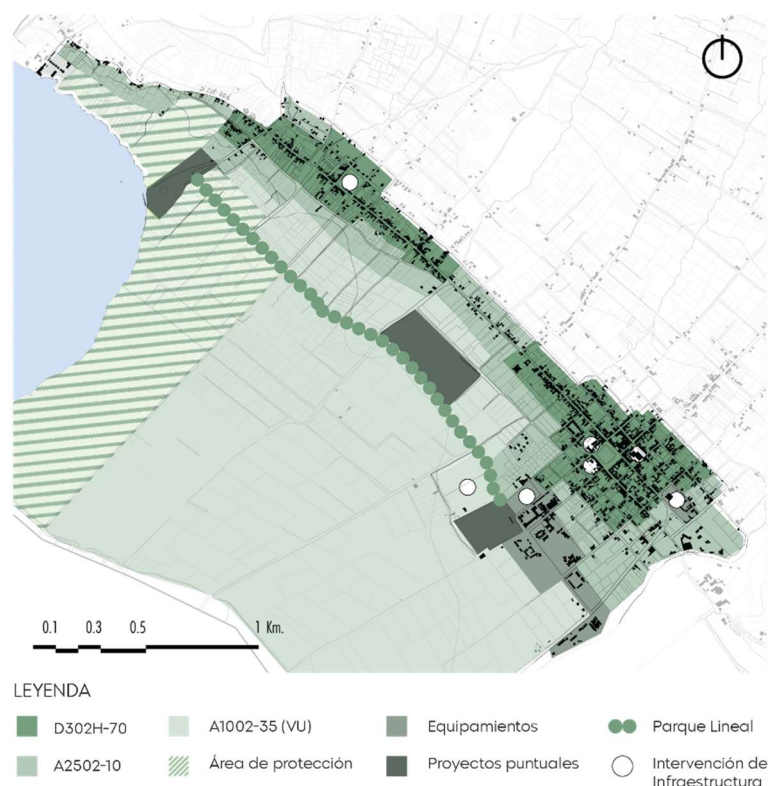 0.1 0.3 0.5 1 Km.
LEYENDA
D302H-70 A1002-35 (VU) Equipamientos Parque Lineal
A2502-10 Área de protección Proyectos puntuales Intervención de
Infraestructura